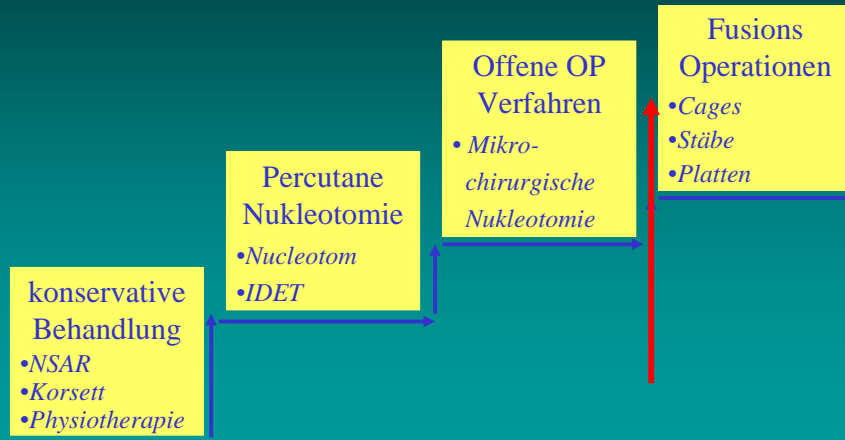 konservative
Behandlung
•NSAR
•Korsett
•Physiotherapie
Percutane
Nukleotomie
•Nucleotom
•IDET
Offene OP
Verfahren
• Mikro-
chirurgische
Nukleotomie
Fusions
Operationen
•Cages
•Stäbe
•Platten